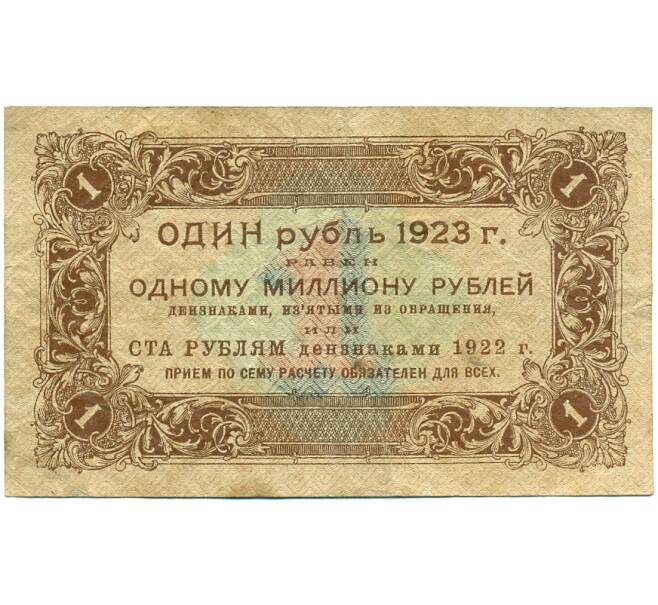 1 1
ОДИН рубль 1923 г.
РАВЕН
ОДНОМУ МИЛЛИОНУ РУБЛЕЙ
ДЕНЗНАКАМИ, ИЗ'ЯТЫМИ ИЗ ОБРАЩЕНИЯ,
ИЛИ
СТА РУБЛЯМ дензнаками 1922 г.
ПРИЕМ ПО СЕМУ РАСЧЕТУ ОБЯЗАТЕЛЕН ДЛЯ ВСЕХ.
1 1